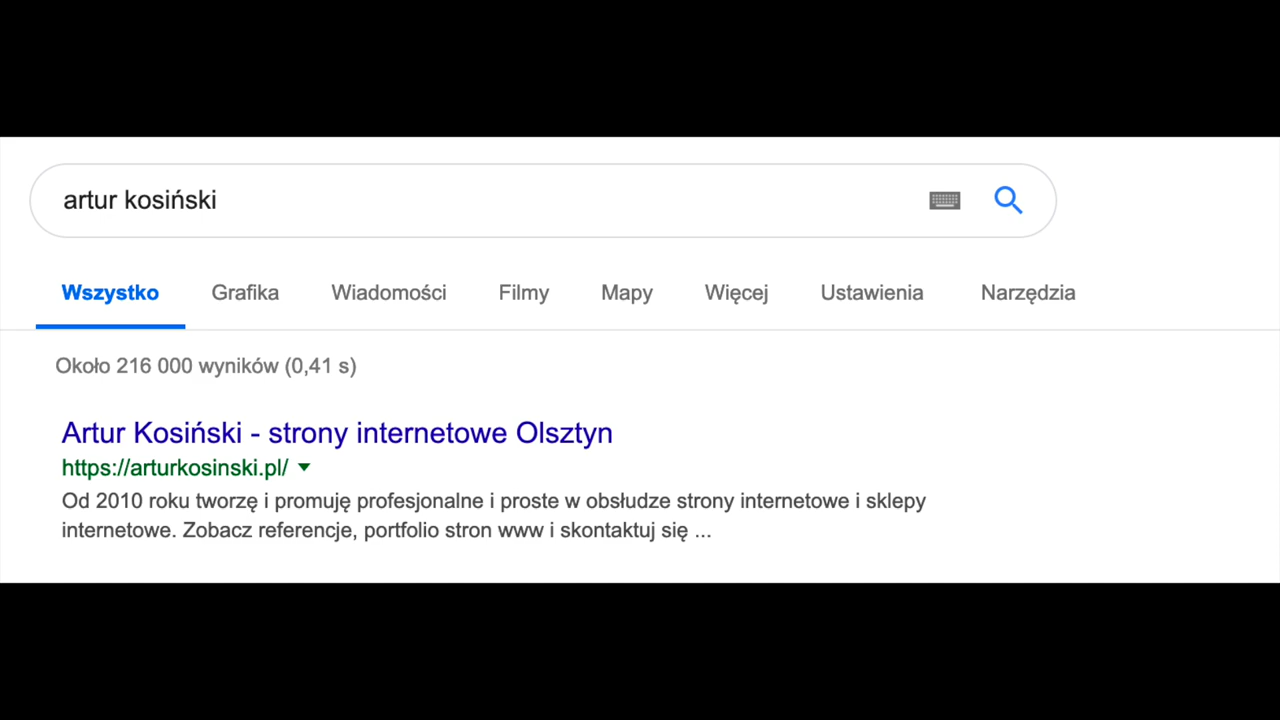 artur kosiński
Wszystko Grafika Wiadomości Filmy Mapy Więcej Ustawienia Narzędzia
Około 216 000 wyników (0,41 s)
Artur Kosiński - strony internetowe Olsztyn
https://arturkosinski.pl/
Od 2010 roku tworzę i promuję profesjonalne i proste w obsłudze strony internetowe i sklepy
internetowe. Zobacz referencje, portfolio stron www i skontaktuj się ...